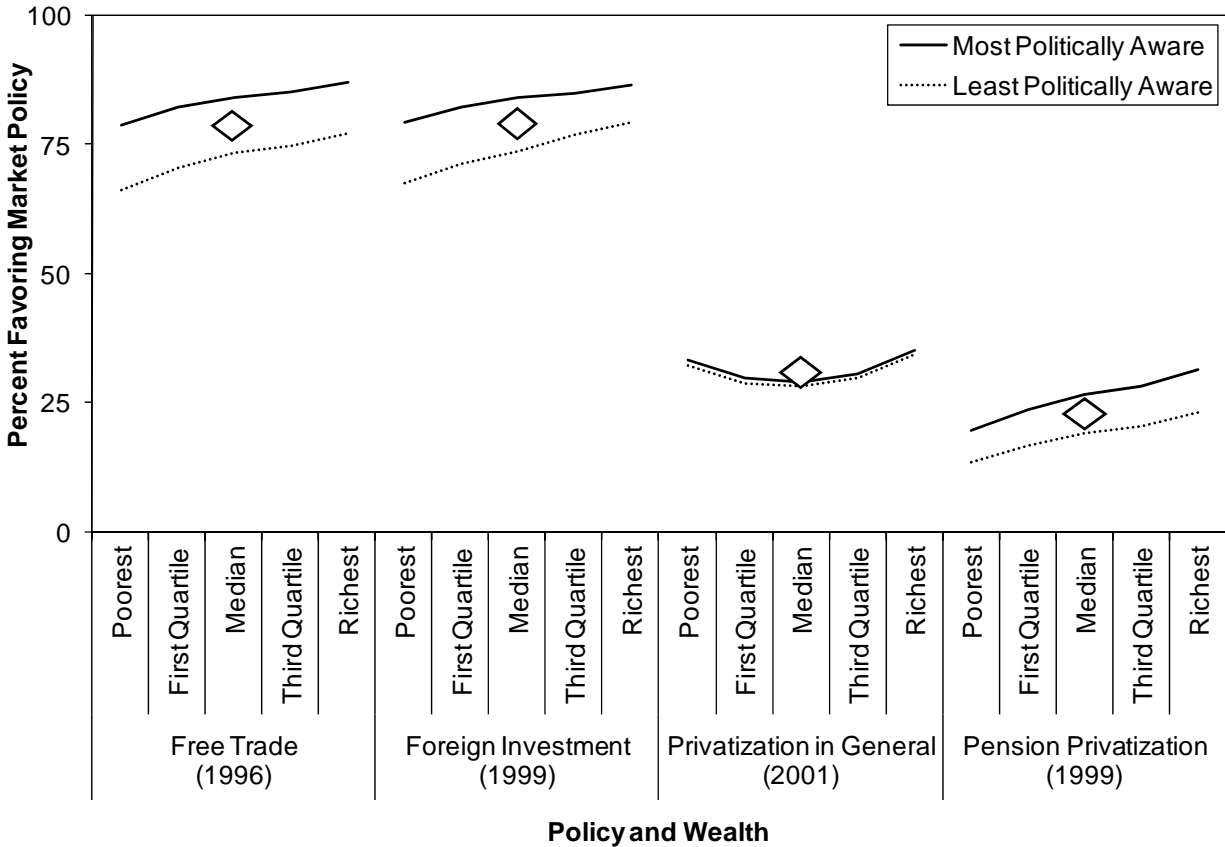 100
75
50
25
0
Percent Favoring Market Policy
Most Politically Aware
Least Politically Aware
Poorest
First Quartile
Median
Third Quartile
Richest
Poorest
First Quartile
Median
Third Quartile
Richest
Poorest
First Quartile
Median
Third Quartile
Richest
Poorest
First Quartile
Median
Third Quartile
Richest
Free Trade
(1996)
Foreign Investment
(1999)
Privatization in General
(2001)
Pension Privatization
(1999)
Policy and Wealth